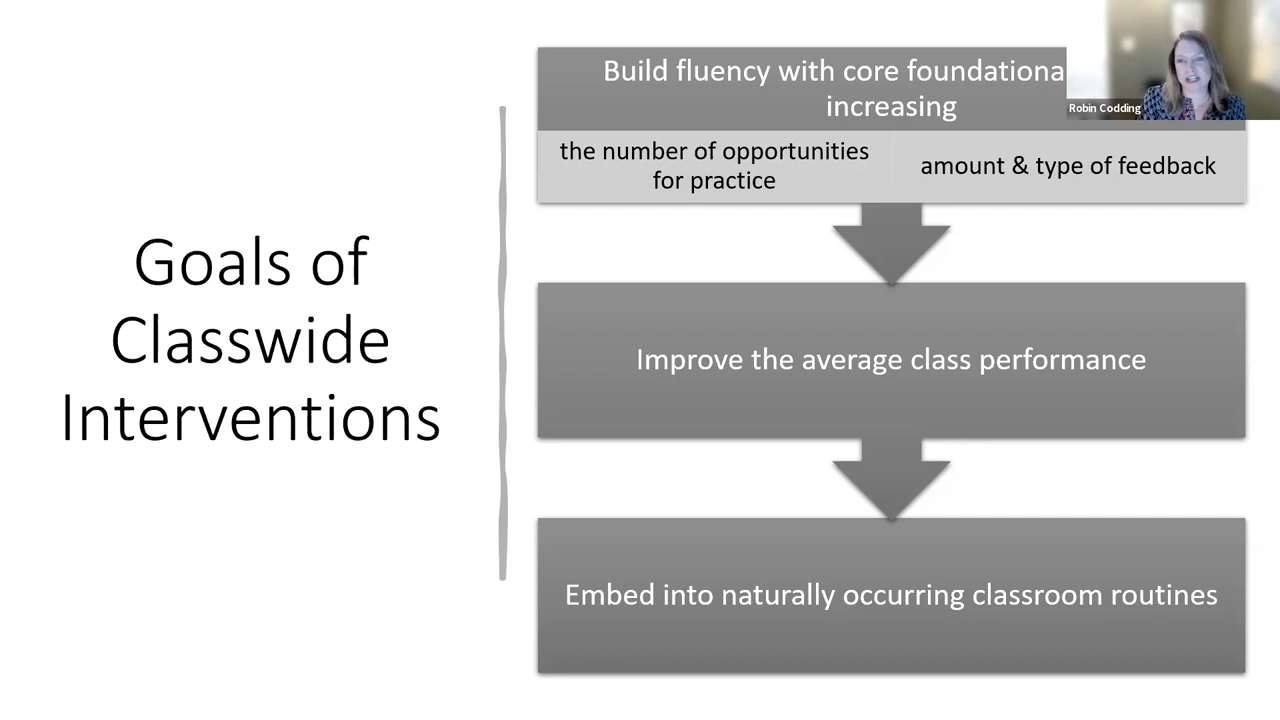 Goals of
Classwide
Interventions
Build fluency with core foundationa
increasing
the number of opportunities
for practice
amount & type of feedback
Improve the average class performance
Embed into naturally occurring classroom routines
Robin Codding